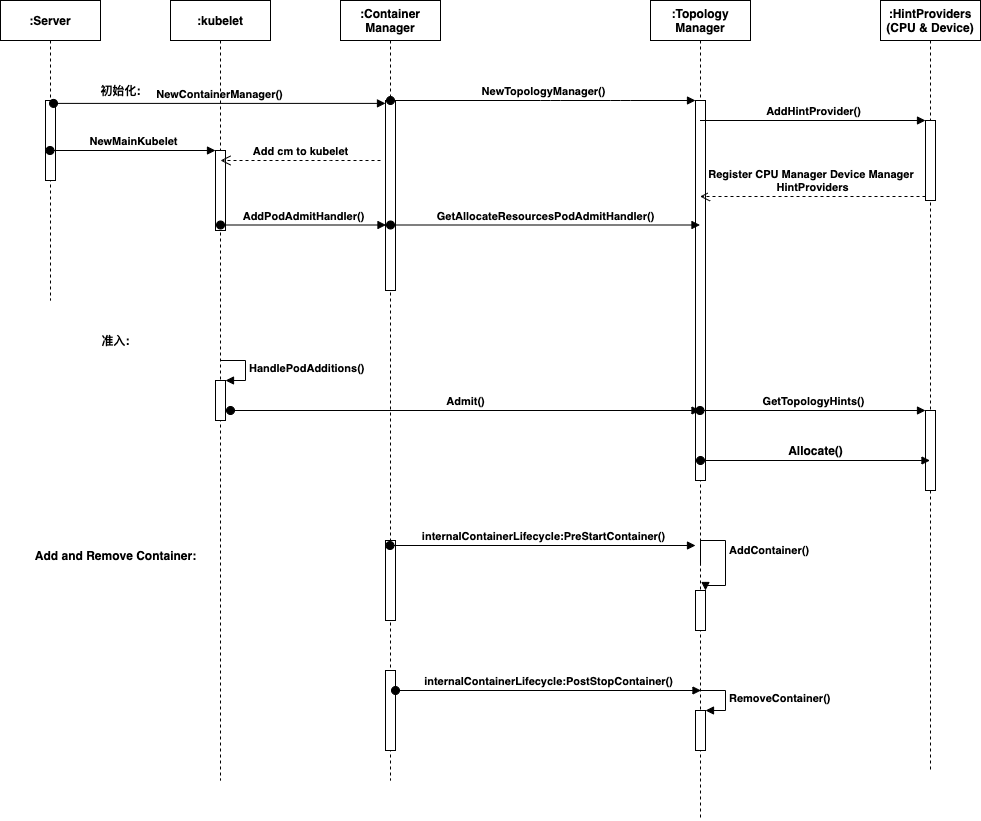 :Server
:kubelet
:Container
Manager
:Topology
Manager
:HintProviders
(CPU & Device)
初始化：
NewContainerManager()
NewTopologyManager()
AddHintProvider()
NewMainKubelet
Add cm to kubelet
Register CPU Manager Device Manager
HintProviders
AddPodAdmitHandler()
GetAllocateResourcesPodAdmitHandler()
准入：
HandlePodAdditions()
Admit()
GetTopologyHints()
Allocate()
internalContainerLifecycle:PreStartContainer()
Add and Remove Container:
AddContainer()
internalContainerLifecycle:PostStopContainer()
RemoveContainer()